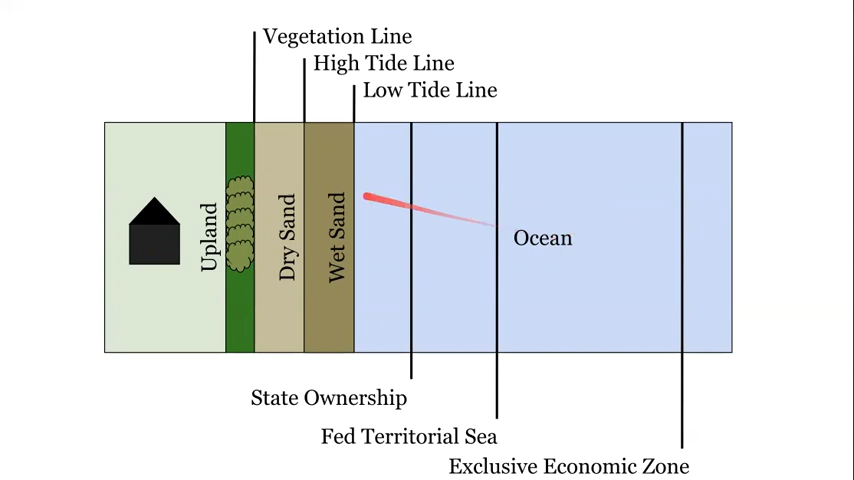 Vegetation Line
High Tide Line
Low Tide Line
Upland
Dry Sand
Wet Sand
Ocean
State Ownership
Fed Territorial Sea
Exclusive Economic Zone